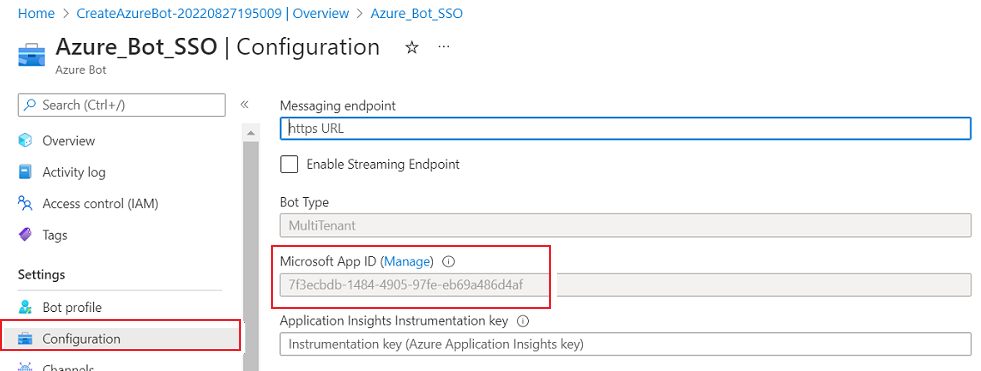 Home > CreateAzureBot-20220827195009 | Overview > Azure_Bot_SSO
Azure_Bot_SSO | Configuration ☆ ···
Azure Bot
Search (Ctrl+/) «
Overview
Activity log
Access control (IAM)
Tags
Settings
Bot profile
Configuration
Channels
Messaging endpoint
https URL
Enable Streaming Endpoint
Bot Type
MultiTenant
Microsoft App ID (Manage)
7f3ecbdb-1484-4905-97fe-eb69a486d4af
Application Insights Instrumentation key
Instrumentation key (Azure Application Insights key)